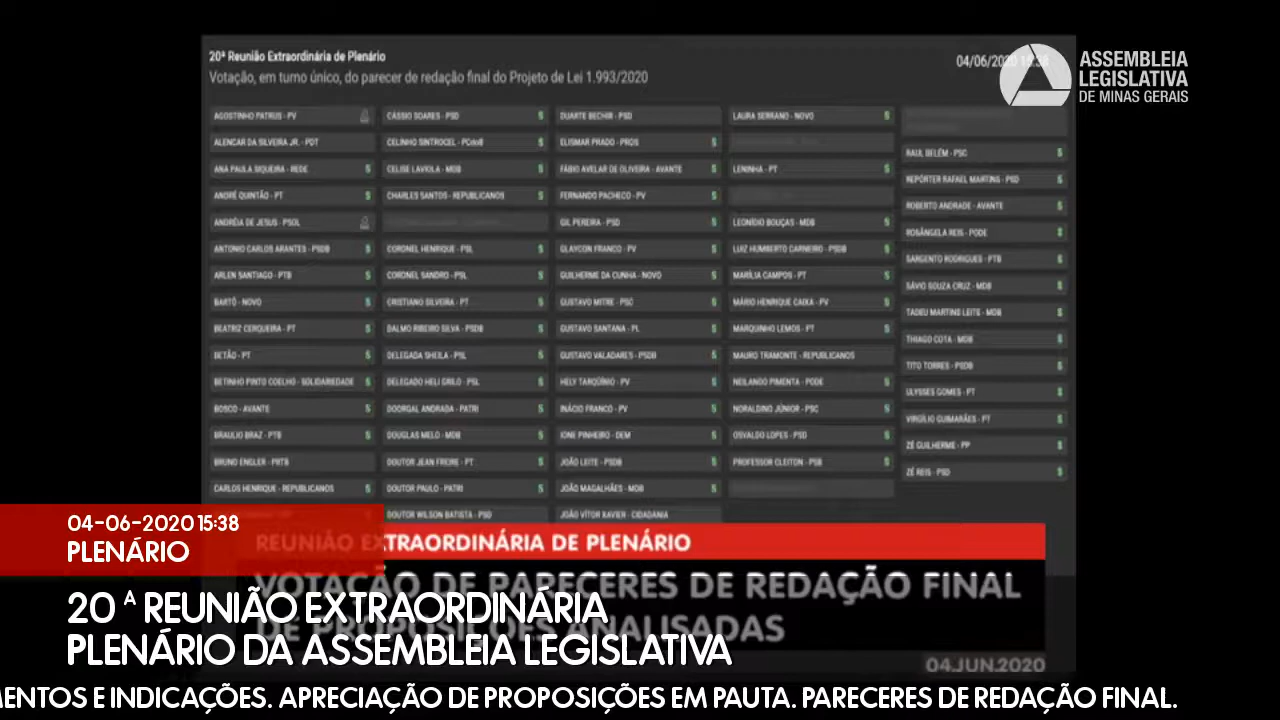 20ª Reunião Extraordinária de Plenário
04/06/2020 15:38
Votação, em turno único, do parecer de redação final do Projeto de Lei 1.993/2020
ASSEMBLEIA
LEGISLATIVA
DE MINAS GERAIS
AGOSTINHO PATRUS - PV
ALENCAR DA SILVEIRA JR. - PDT
ANA PAULA SIQUEIRA - REDE S
ANDRÉ QUINTÃO - PT S
ANDRÉIA DE JESUS - PSOL
ANTONIO CARLOS ARANTES - PSDB S
ARLEN SANTIAGO - PTB S
BARTÔ - NOVO S
BEATRIZ CERQUEIRA - PT S
BETÃO - PT S
BETINHO PINTO COELHO - SOLIDARIEDADE S
BOSCO - AVANTE S
BRAULIO BRAZ - PTB S
BRUNO ENGLER - PRTB S
CARLOS HENRIQUE - REPUBLICANOS S
CÁSSIO SOARES - PSD S
CELINHO SINTROCEL - PCdoB S
CELISE LAVIOLA - MDB S
CHARLES SANTOS - REPUBLICANOS S
CORONEL HENRIQUE - PSL S
CORONEL SANDRO - PSL S
CRISTIANO SILVEIRA - PT S
DALMO RIBEIRO SILVA - PSDB S
DELEGADA SHEILA - PSL S
DELEGADO HELI GRILO - PSL S
DOORGAL ANDRADA - PATRI S
DOUGLAS MELO - MDB S
DOUTOR JEAN FREIRE - PT S
DOUTOR PAULO - PATRI S
DOUTOR WILSON BATISTA - PSD S
DUARTE BECHIR - PSD
ELISMAR PRADO - PROS S
FÁBIO AVELAR DE OLIVEIRA - AVANTE S
FERNANDO PACHECO - PV S
GIL PEREIRA - PSD S
GLAYCON FRANCO - PV S
GUILHERME DA CUNHA - NOVO S
GUSTAVO MITRE - PSC S
GUSTAVO SANTANA - PL S
GUSTAVO VALADARES - PSDB S
HELY TARQÜÍNIO - PV S
INÁCIO FRANCO - PV S
IONE PINHEIRO - DEM S
JOÃO LEITE - PSDB S
JOÃO MAGALHÃES - MDB S
JOÃO VÍTOR XAVIER - CIDADANIA
LAURA SERRANO - NOVO S
LENINHA - PT S
LEONÍDIO BOUÇAS - MDB S
LUIZ HUMBERTO CARNEIRO - PSDB S
MARÍLIA CAMPOS - PT S
MÁRIO HENRIQUE CAIXA - PV S
MARQUINHO LEMOS - PT S
MAURO TRAMONTE - REPUBLICANOS
NEILANDO PIMENTA - PODE S
NORALDINO JÚNIOR - PSC S
OSVALDO LOPES - PSD S
PROFESSOR CLEITON - PSB S
RAUL BELÉM - PSC S
REPÓRTER RAFAEL MARTINS - PSD S
ROBERTO ANDRADE - AVANTE S
ROSÂNGELA REIS - PODE S
SARGENTO RODRIGUES - PTB S
SÁVIO SOUZA CRUZ - MDB S
TADEU MARTINS LEITE - MDB S
THIAGO COTA - MDB S
TITO TORRES - PSDB S
ULYSSES GOMES - PT S
VIRGÍLIO GUIMARÃES - PT S
ZÉ GUILHERME - PP S
ZÉ REIS - PSD S
04-06-2020 15:38
PLENÁRIO
REUNIÃO EXTRAORDINÁRIA DE PLENÁRIO
VOTAÇÃO DE PARECERES DE REDAÇÃO FINAL
DE PROPOSIÇÕES ANALISADAS
20ª REUNIÃO EXTRAORDINÁRIA
PLENÁRIO DA ASSEMBLEIA LEGISLATIVA
04.JUN.2020
MENTOS E INDICAÇÕES. APRECIAÇÃO DE PROPOSIÇÕES EM PAUTA. PARECERES DE REDAÇÃO FINAL.